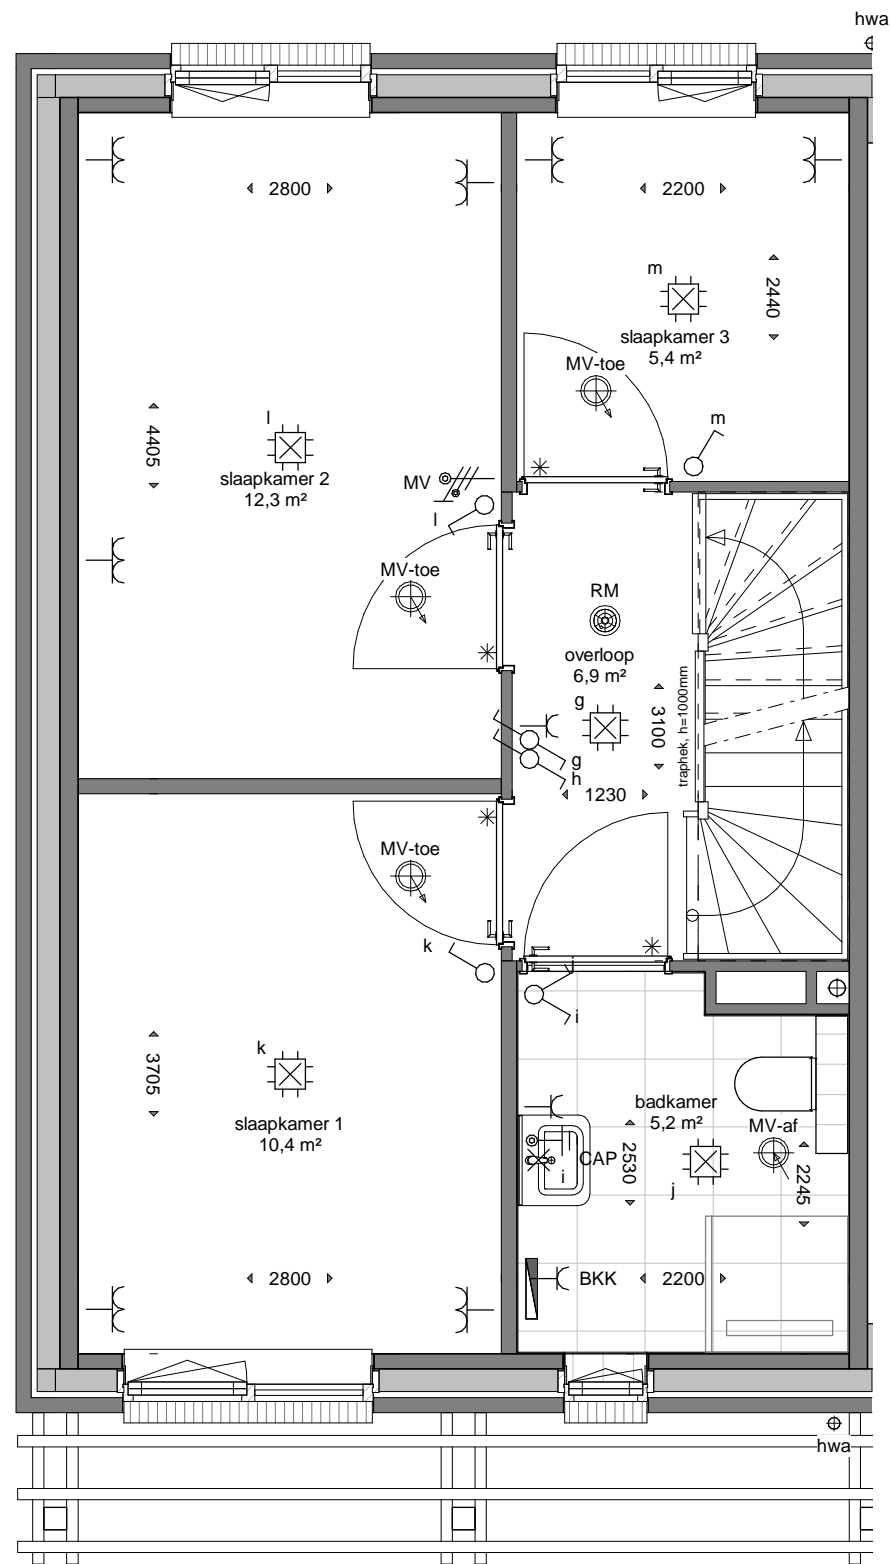 hwa
2800
2200
m
2440
slaapkamer 3
5,4 m²
MV-toe
m
l
4405
slaapkamer 2
12,3 m²
MV
l
MV-toe
RM
overloop
6,9 m²
g
3100
traphek, h=1000mm
g
h
1230
MV-toe
k
j
i
k
3705
slaapkamer 1
10,4 m²
badkamer
5,2 m²
MV-af
CAP
2530
i
j
2245
2800
BKK
2200
hwa